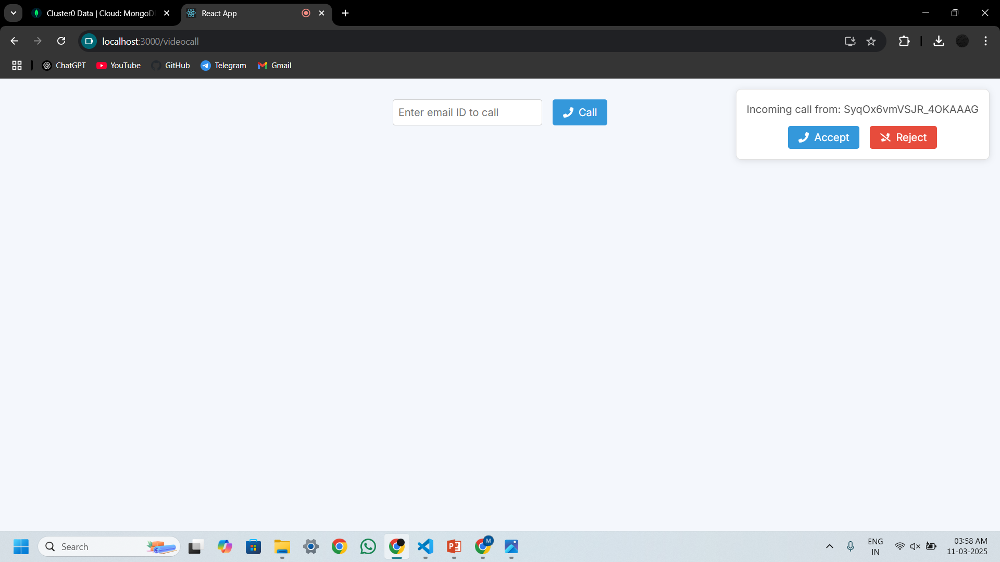 Cluster0 Data | Cloud: MongoD
React App
localhost:3000/videocall
ChatGPT
YouTube
GitHub
Telegram
Gmail
Enter email ID to call
Call
Incoming call from: SyqOx6vmVSJR_4OKAAAG
Accept
Reject
Search
M
ENG
IN
03:58 AM
11-03-2025